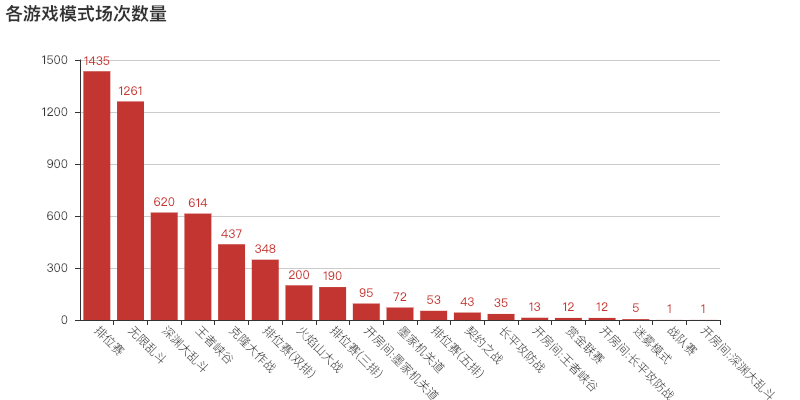 各游戏模式场次数量
1500
1200
900
600
300
0
1435
1261
620
614
437
348
200
190
95
72
53
43
35
13
12
12
5
1
1
排位赛
无限乱斗
深渊大乱斗
王者峡谷
克隆大作战
排位赛(双排)
火焰山大战
排位赛(三排)
开房间:墨家机关道
墨家机关道
排位赛(五排)
契约之战
长平攻防战
开房间:王者峡谷
赏金联赛
开房间:长平攻防战
迷雾模式
战队赛
开房间:深渊大乱斗